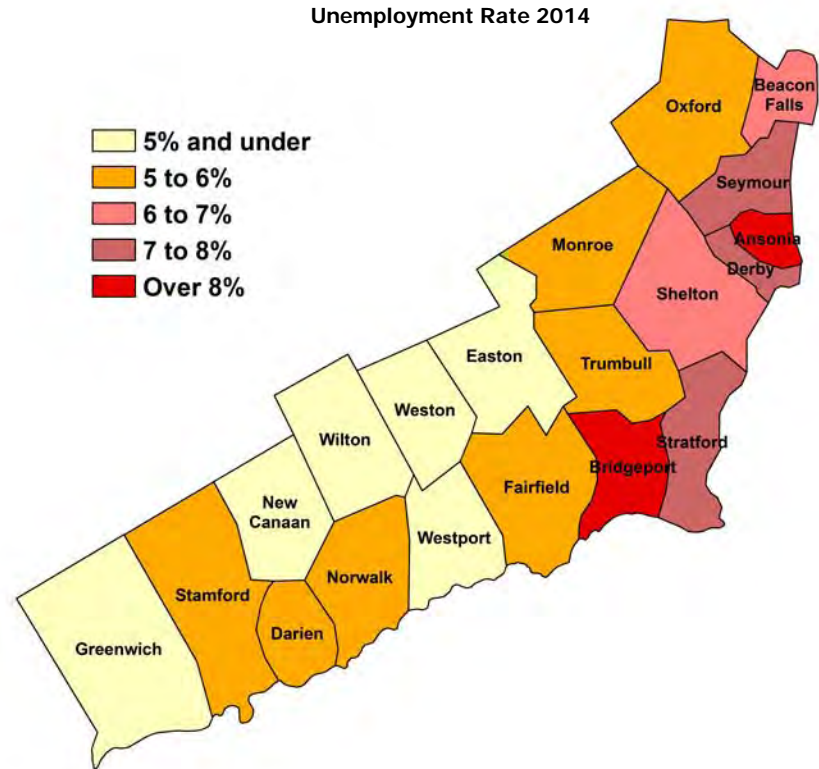 Unemployment Rate 2014
5% and under
5 to 6%
6 to 7%
7 to 8%
Over 8%
Oxford
Beacon
Falls
Seymour
Ansonia
Derby
Monroe
Shelton
Easton
Trumbull
Weston
Wilton
Stratford
Bridgeport
Fairfield
New
Canaan
Westport
Norwalk
Stamford
Darien
Greenwich